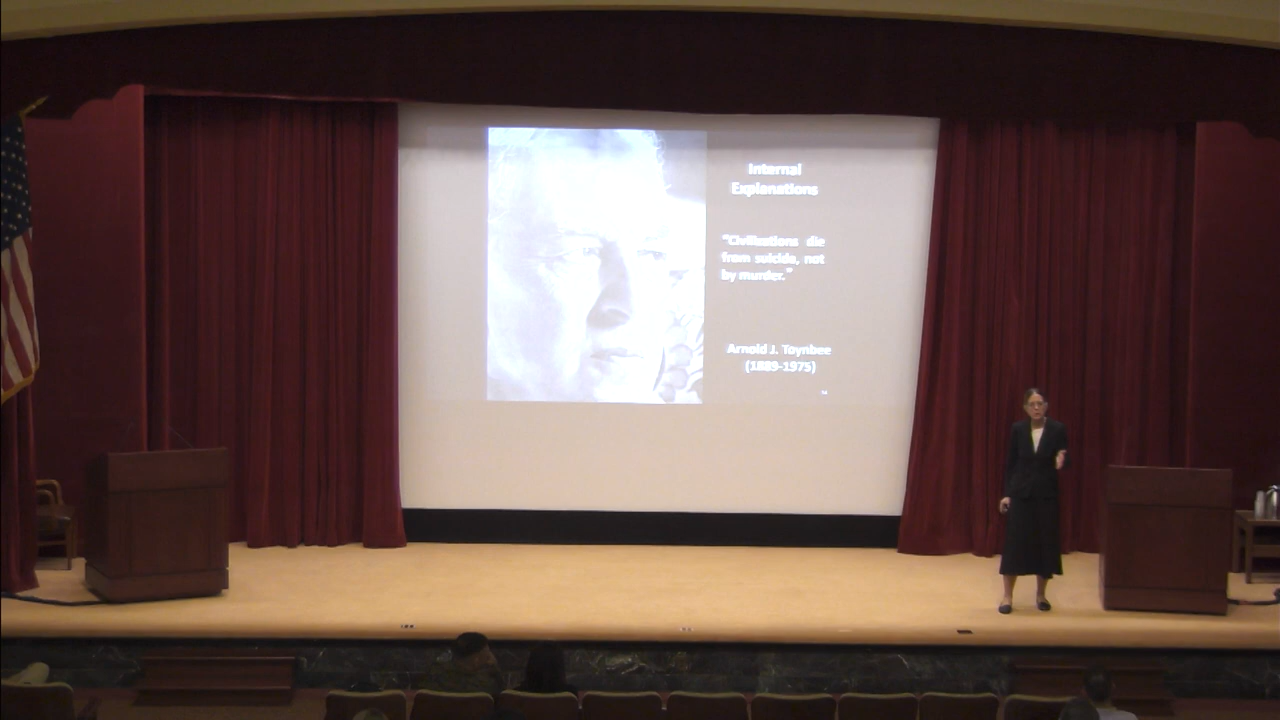 Internal
Explanations
"Civilizations die
from suicide, not
by murder."
Arnold J. Toynbee
(1889-1975)